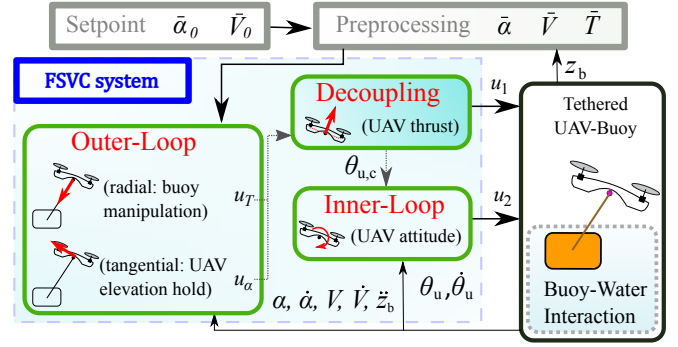 Setpoint ᾱ₀ V̄₀
Preprocessing ᾱ V̄ T̄
FSVC system
z_b
Outer-Loop
(radial: buoy
manipulation)
(tangential: UAV
elevation hold)
u_T
u_α
Decoupling
(UAV thrust)
θ_u,c
Inner-Loop
(UAV attitude)
u₁
u₂
α, α̇, V, V̇, z̈_b
θ_u, θ̇_u
Tethered
UAV-Buoy
Buoy-Water
Interaction